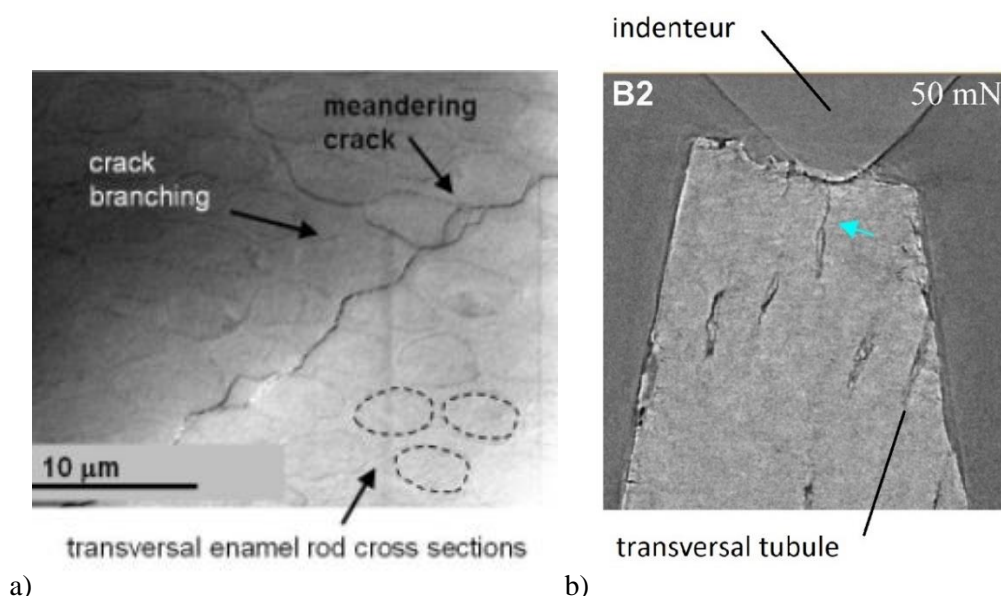 indenteur
meandering
crack
crack
branching
B2
50 mN
10 μm
transversal enamel rod cross sections
transversal tubule
a)
b)